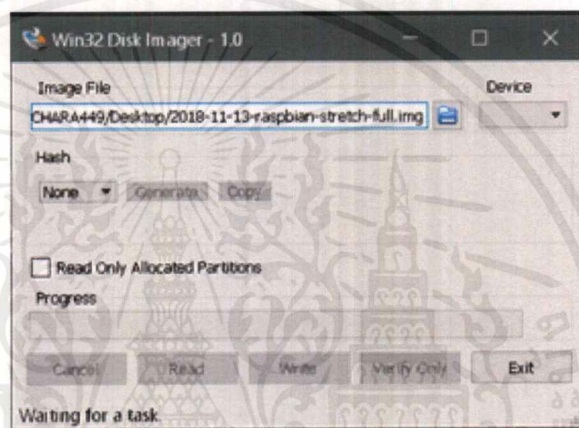 Win32 Disk Imager - 1.0
Image File
Device
CHARA449/Desktop/2018-11-13-raspbian-stretch-full.img
Hash
None
Generate
Copy
Read Only Allocated Partitions
Progress
Cancel
Read
Write
Verify Only
Exit
Waiting for a task.